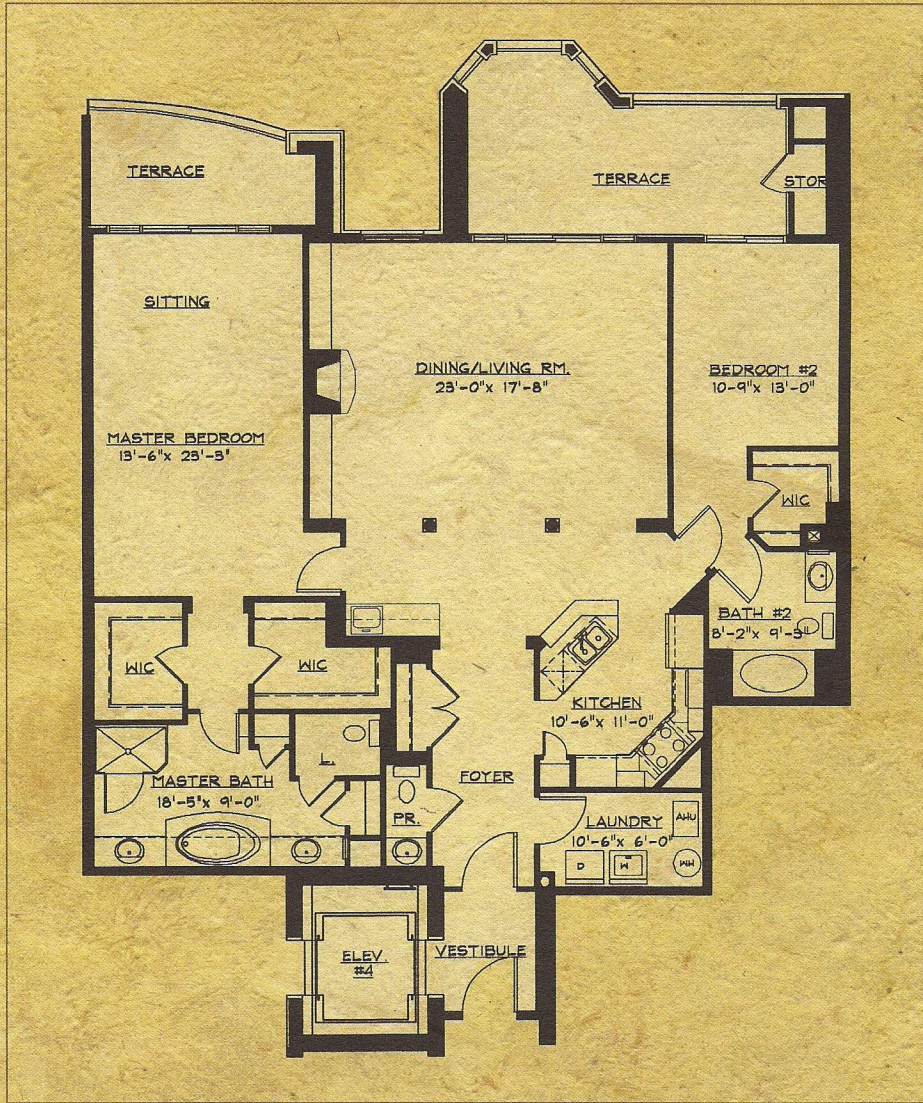 TERRACE
TERRACE
STOR
SITTING
DINING/LIVING RM.
23'-0"x 17'-8"
BEDROOM #2
10-9"x 13-0"
MASTER BEDROOM
13'-6"x 23'-3"
WIC
WIC
WIC
BATH #2
8'-2"x 9'-3"
KITCHEN
10'-6"x 11'-0"
L.
MASTER BATH
18'-5"x 9'-0"
FOYER
PR.
LAUNDRY
10'-6"x 6'-0"
AHU
D
W
WH
ELEV.
#4
VESTIBULE